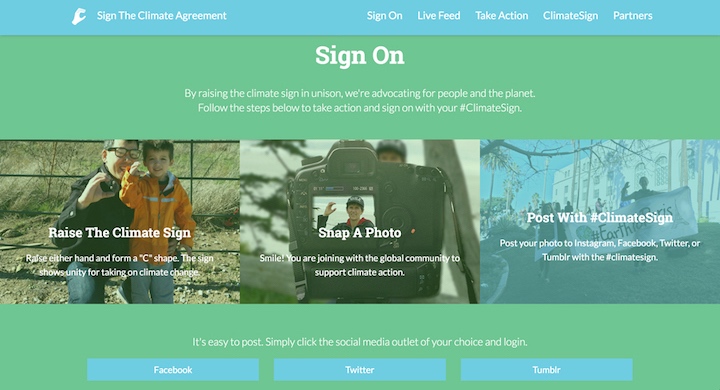 Sign The Climate Agreement
Sign On
Live Feed
Take Action
ClimateSign
Partners
Sign On
By raising the climate sign in unison, we're advocating for people and the planet.
Follow the steps below to take action and sign on with your #ClimateSign.
Raise The Climate Sign
Raise either hand and form a "C" shape. The sign
shows unity for taking on climate change.
Snap A Photo
Smile! You are joining with the global community to
support climate action.
Post With #ClimateSign
Post your photo to Instagram, Facebook, Twitter, or
Tumblr with the #climatesign.
It's easy to post. Simply click the social media outlet of your choice and login.
Facebook
Twitter
Tumblr